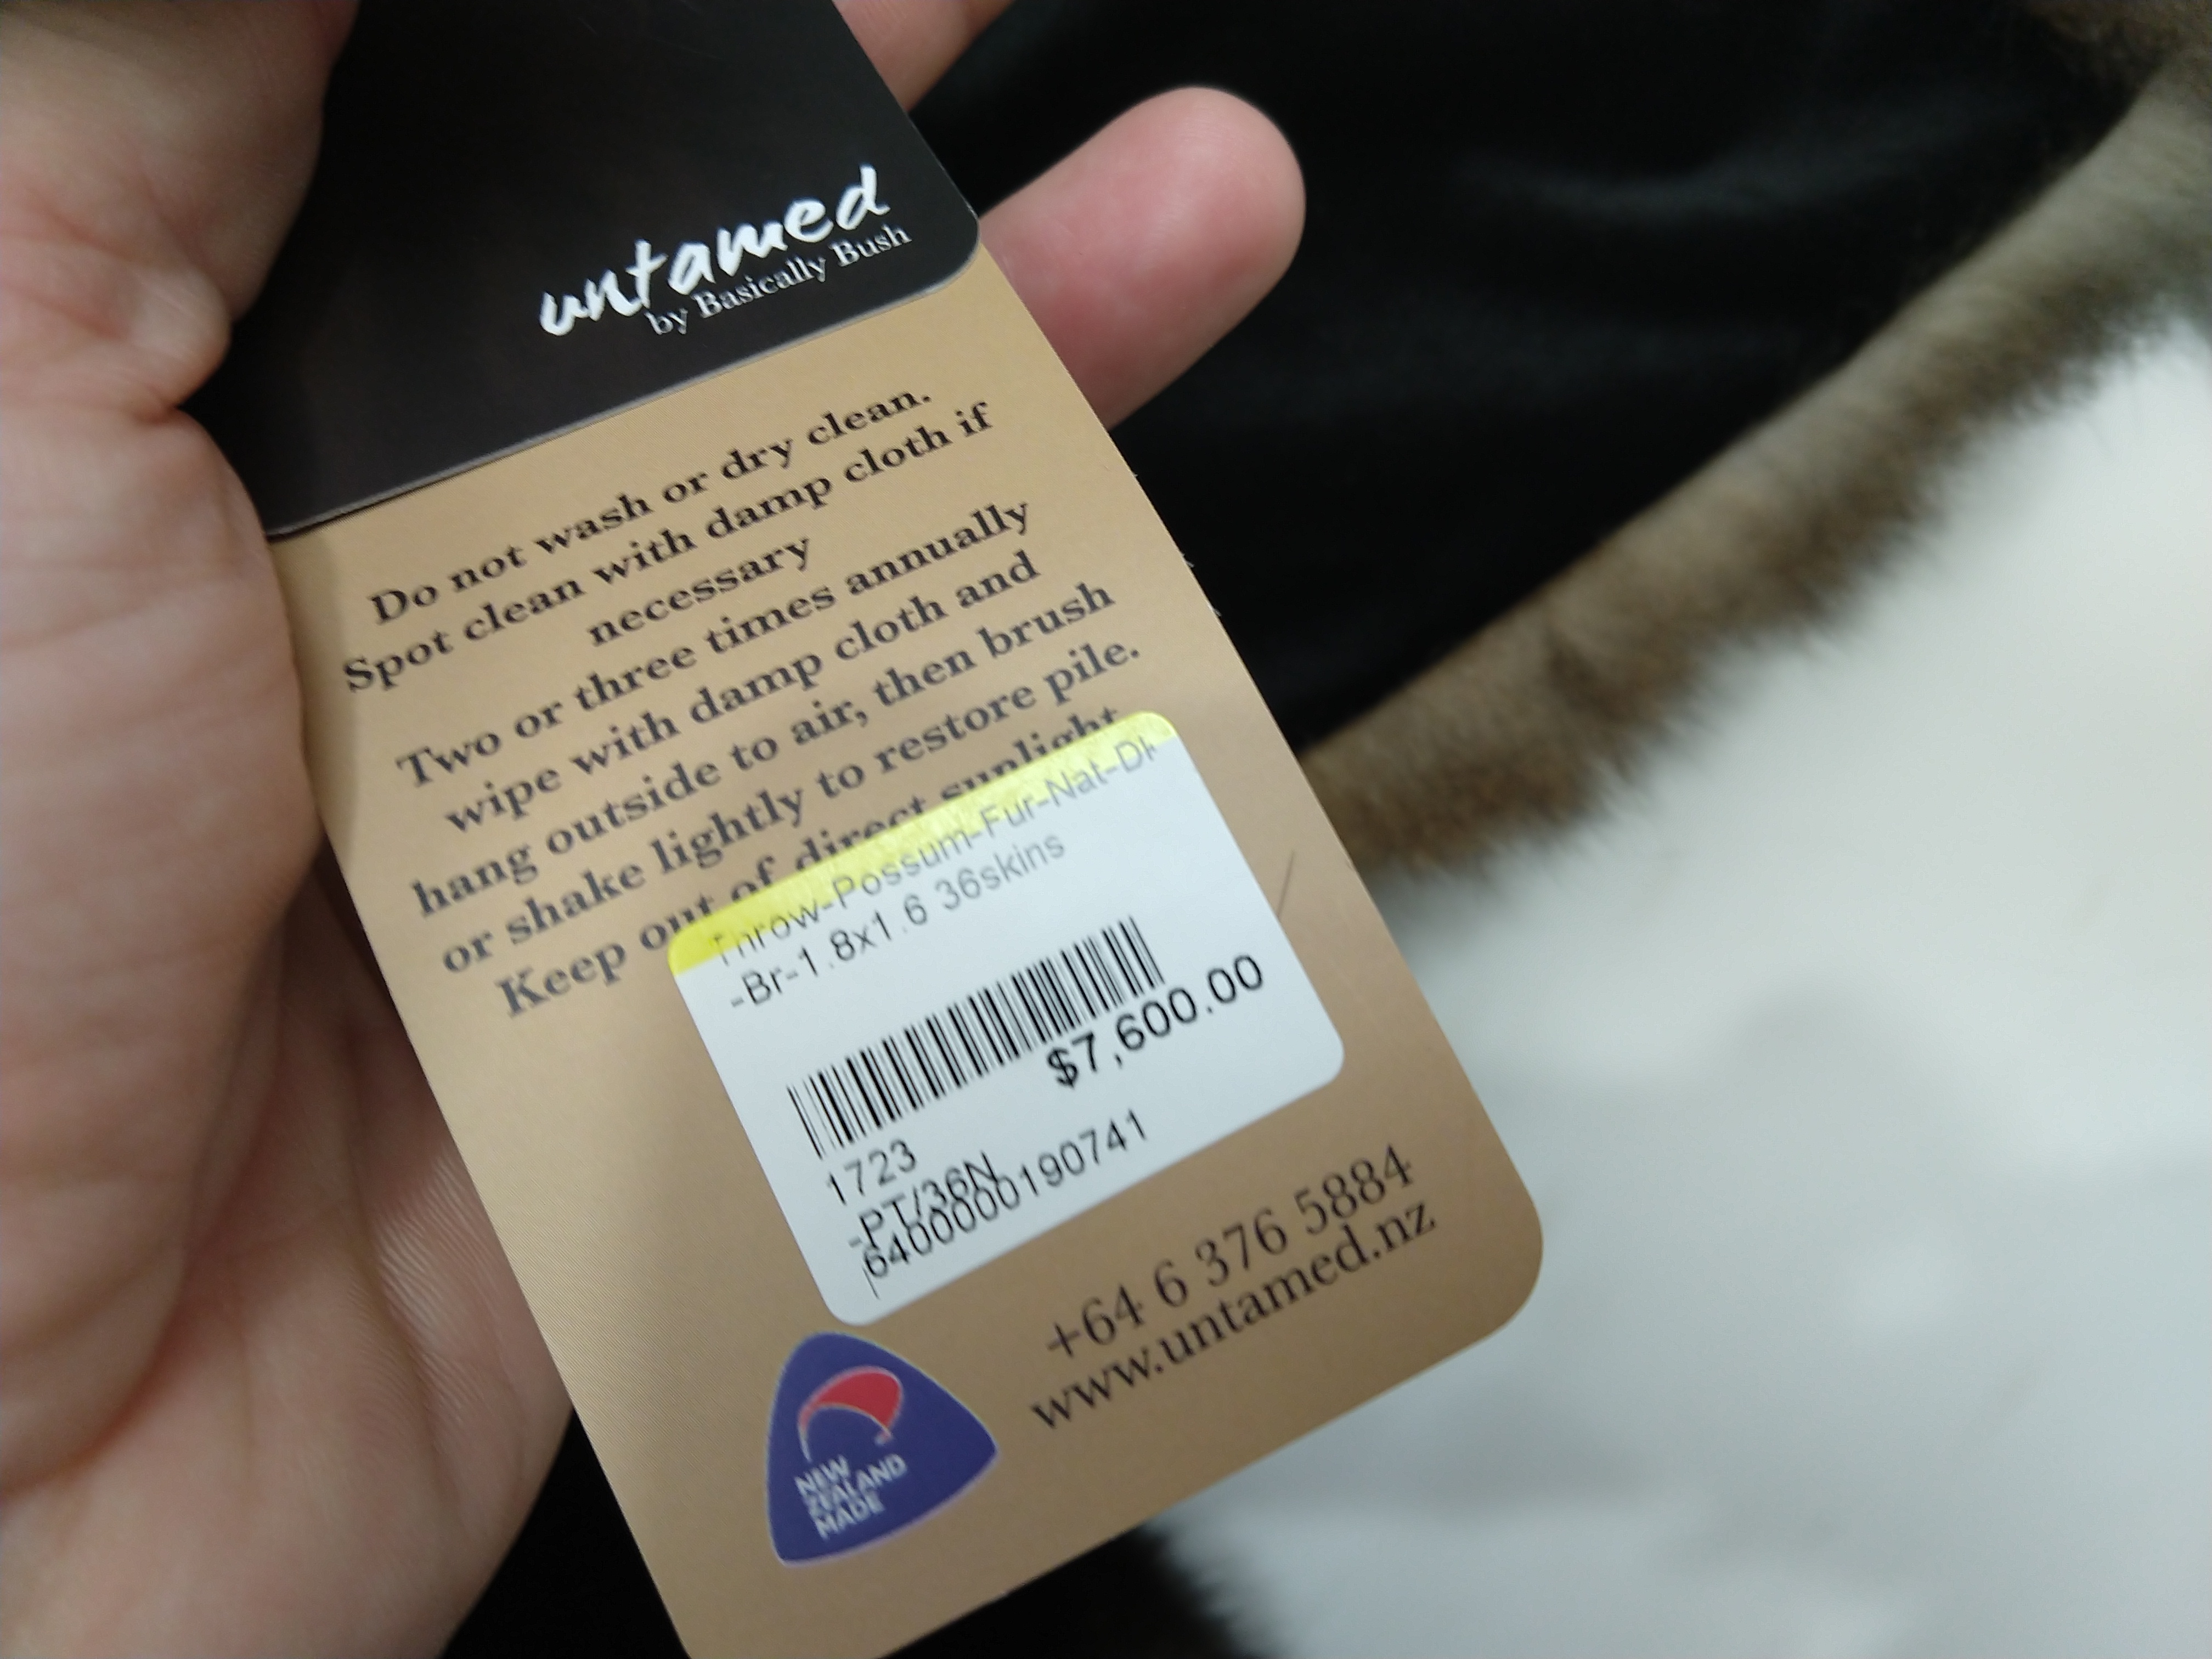 untamed
by Basically Bush
Do not wash or dry clean.
Spot clean with damp cloth if
necessary
Two or three times annually
wipe with damp cloth and
hang outside to air, then brush
or shake lightly to restore pile.
Keep out of direct sunlight
Throw-Possum-Fur-Nat-Dk
-Br-1.8x1.6 36skins
$7,600.00
1723
-PT/36N
6400000190741
+64 6 376 5884
www.untamed.nz
NEW
ZEALAND
MADE